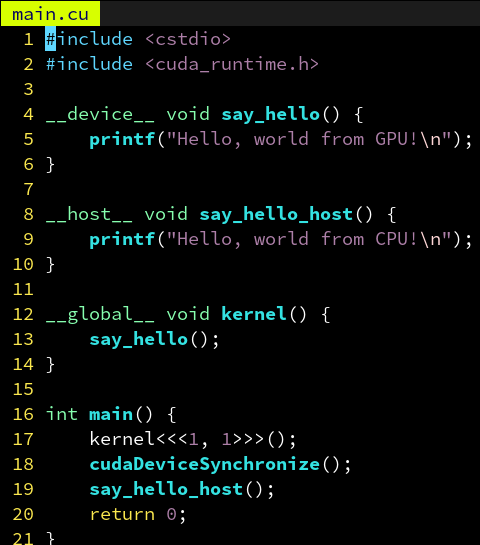 main.cu
1 #include <cstdio>
2 #include <cuda_runtime.h>
3
4 __device__ void say_hello() {
5     printf("Hello, world from GPU!\n");
6 }
7
8 __host__ void say_hello_host() {
9     printf("Hello, world from CPU!\n");
10 }
11
12 __global__ void kernel() {
13     say_hello();
14 }
15
16 int main() {
17     kernel<<<1, 1>>>();
18     cudaDeviceSynchronize();
19     say_hello_host();
20     return 0;
21 }